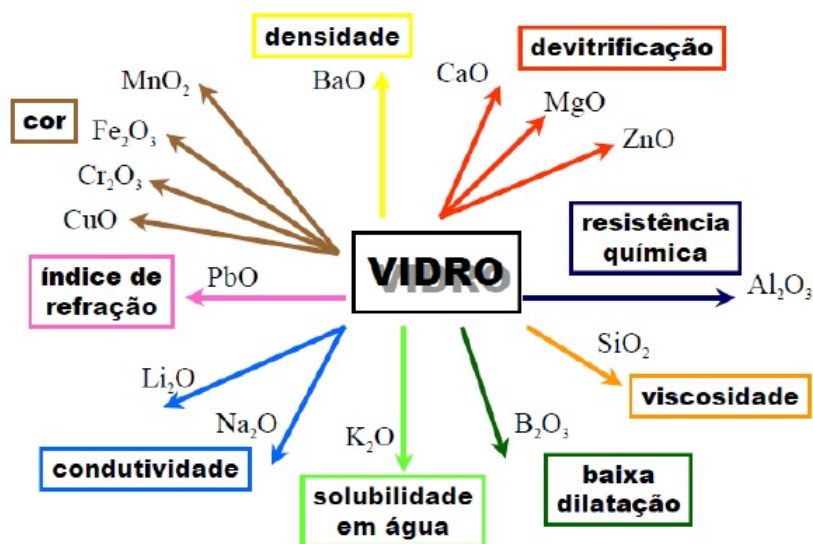 densidade
devitrificação
MnO₂
BaO
CaO
MgO
cor
Fe₂O₃
ZnO
Cr₂O₃
CuO
resistência
química
VIDRO
índice de
refração
PbO
Al₂O₃
SiO₂
Li₂O
viscosidade
Na₂O
K₂O
B₂O₃
condutividade
baixa
dilatação
solubilidade
em água